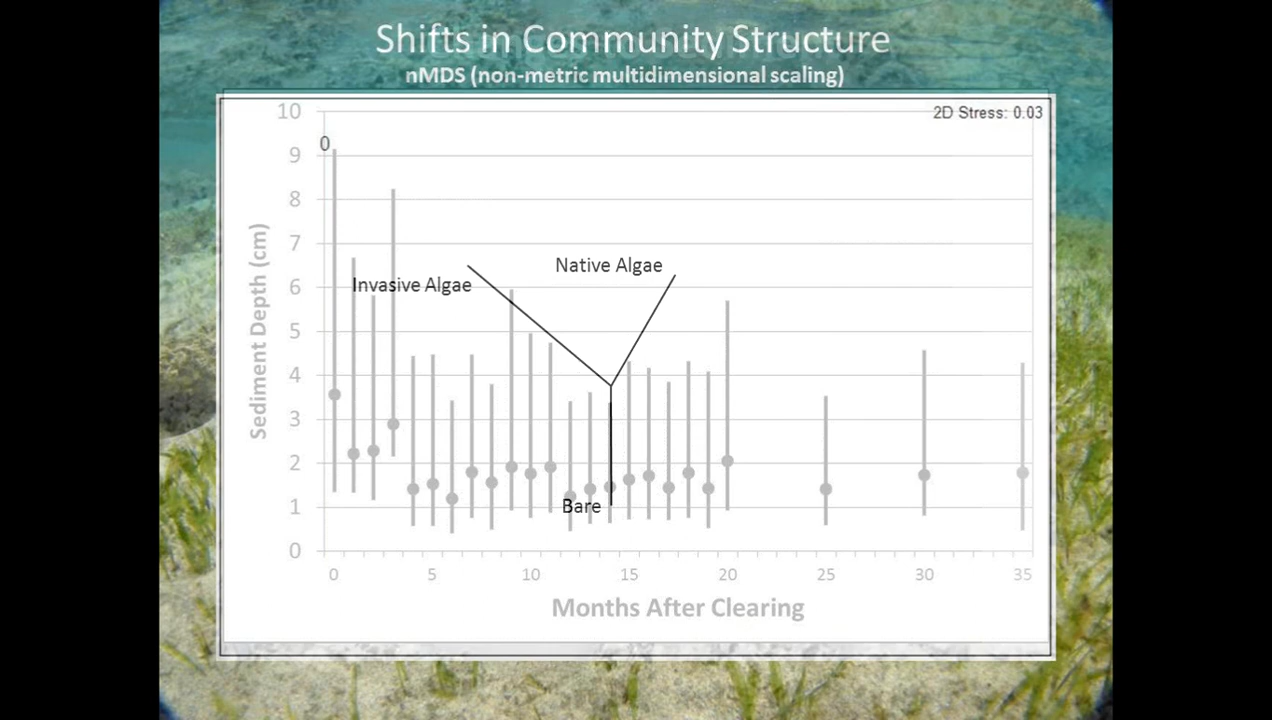 Shifts in Community Structure
nMDS (non-metric multidimensional scaling)
2D Stress: 0.03
10
0
9
8
7
Native Algae
Invasive Algae
6
5
4
3
2
1
Bare
0
Sediment Depth (cm)
0 5 10 15 20 25 30 35
Months After Clearing